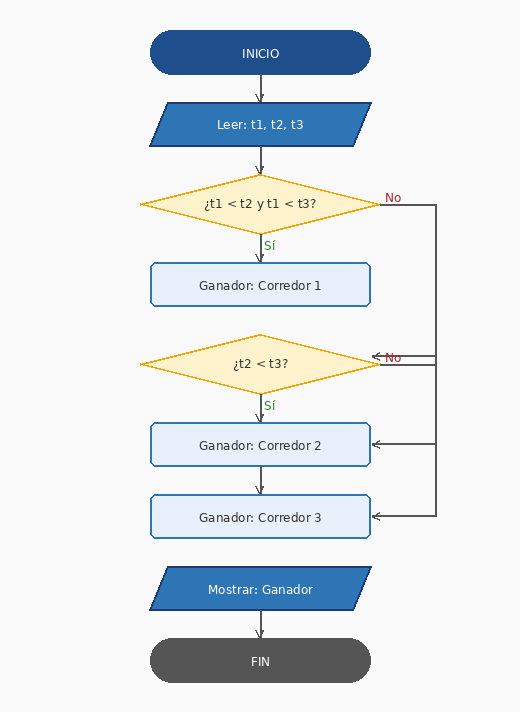 INICIO
Leer: t1, t2, t3
¿t1 < t2 y t1 < t3?
No
Sí
Ganador: Corredor 1
¿t2 < t3?
No
Sí
Ganador: Corredor 2
Ganador: Corredor 3
Mostrar: Ganador
FIN